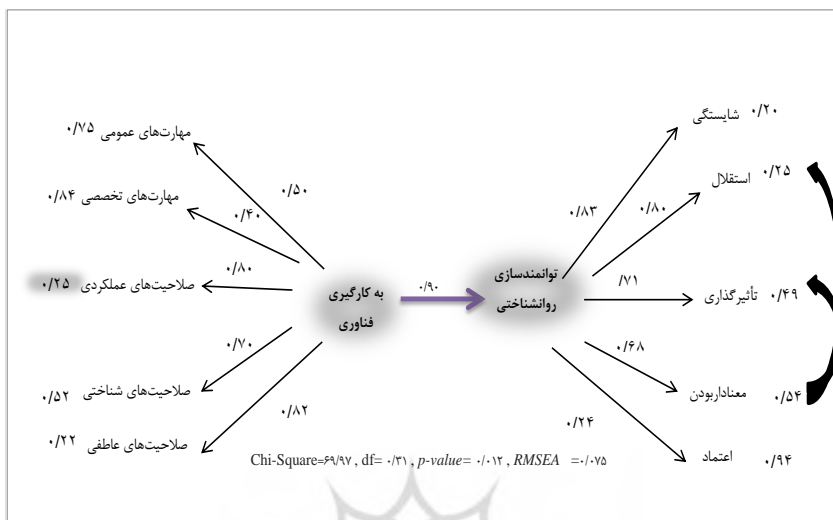 ۰/۲۰ شایستگی
۰/۷۵ مهارت‌های عمومی
۰/۲۵ استقلال
۰/۸۴ مهارت‌های تخصصی
۰/۵۰
۰/۸۳
۰/۸۰
۰/۴۰
۰/۲۵ صلاحیت‌های عملکردی
۰/۸۰
به کارگیری
فناوری
۰/۹۰
توانمندسازی
روانشناختی
/۷۱
۰/۴۹ تأثیرگذاری
۰/۷۰
۰/۶۸
۰/۵۲ صلاحیت‌های شناختی
۰/۵۴ معناداربودن
۰/۸۲
۰/۲۴
۰/۲۲ صلاحیت‌های عاطفی
۰/۹۴ اعتماد
Chi-Square=۶۹/۹۷ , df= ۰/۳۱ , p-value= ۰/۰۱۲ , RMSEA =۰/۰۷۵